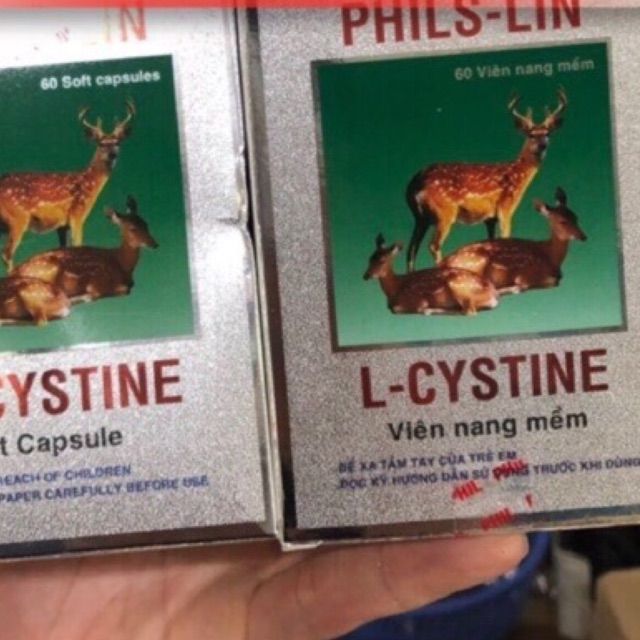 LIN
60 Soft capsules
CYSTINE
t Capsule
REACH OF CHILDREN
PAPER CAREFULLY BEFORE USE
PHILS-LIN
60 Viên nang mềm
L-CYSTINE
Viên nang mềm
ĐỂ XA TẦM TAY CỦA TRẺ EM
ĐỌC KỸ HƯỚNG DẪN SỬ DỤNG TRƯỚC KHI DÙNG
PHIL